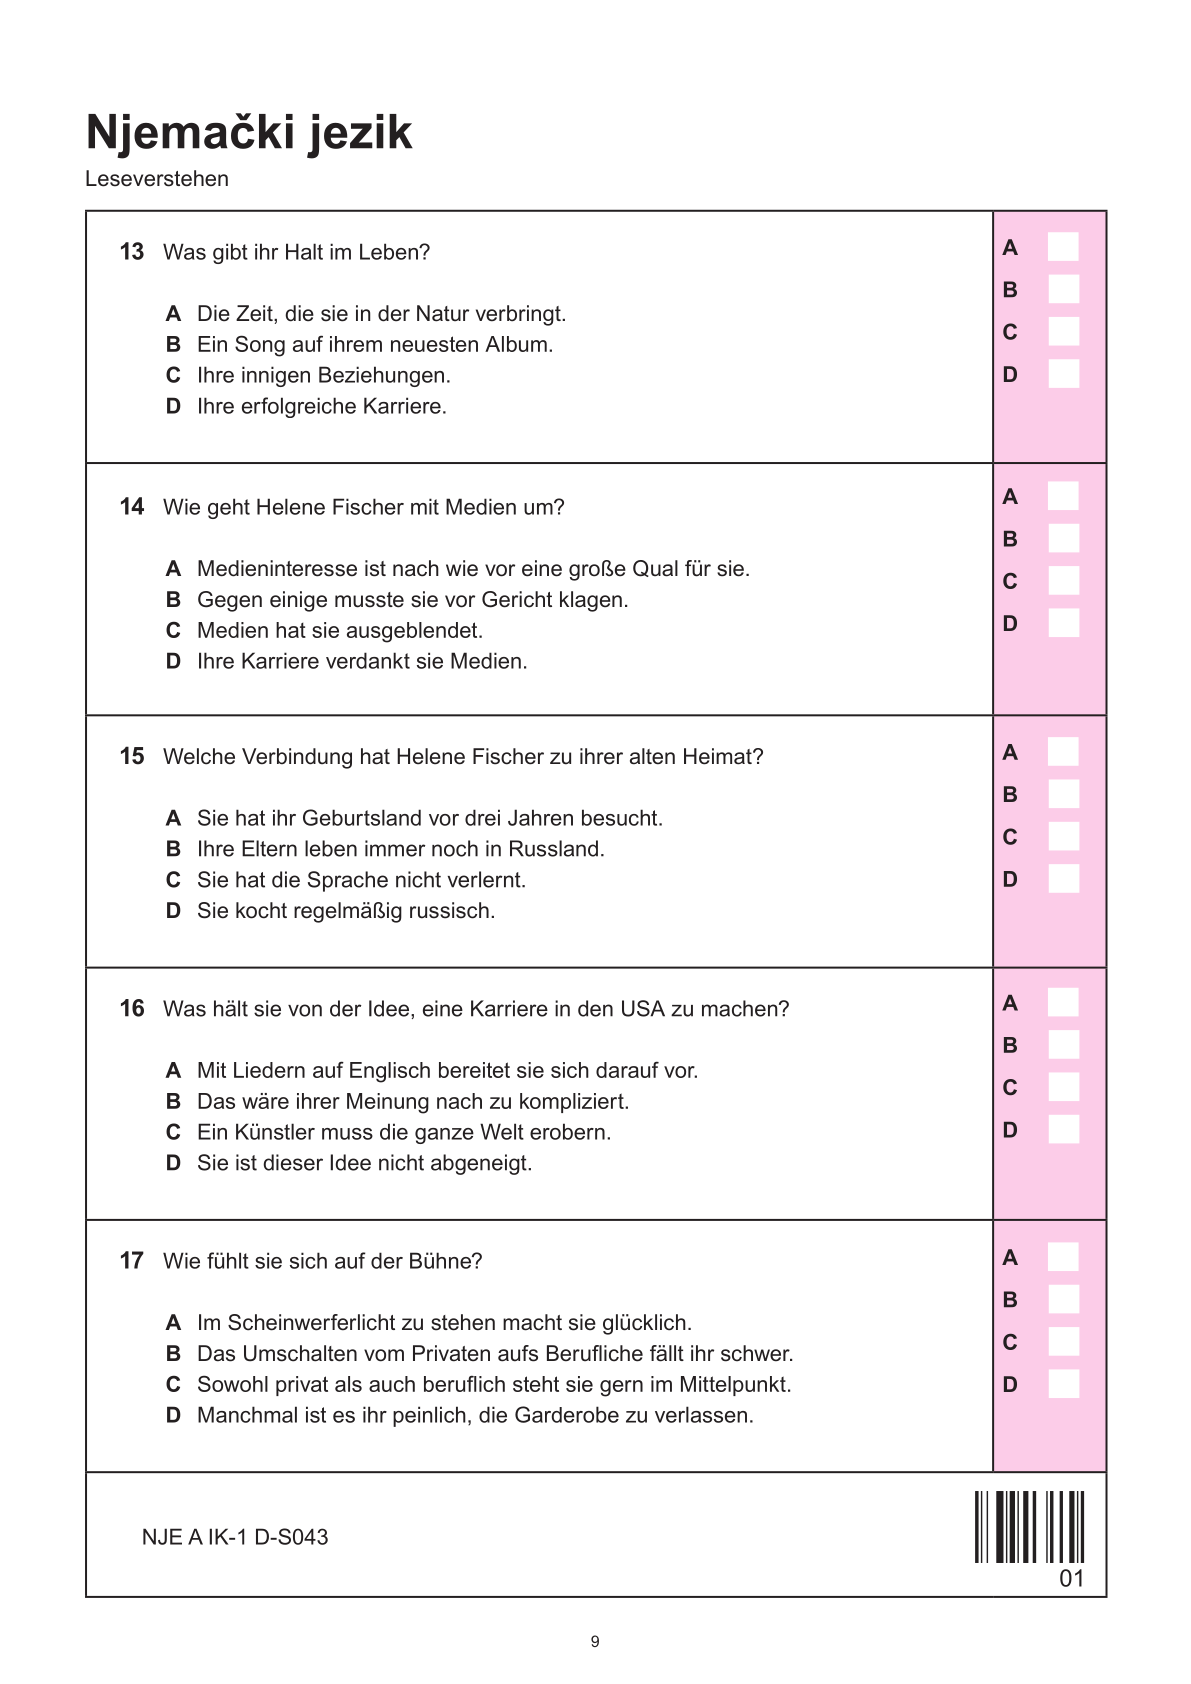 Njemački jezik
Leseverstehen
13 Was gibt ihr Halt im Leben?
A Die Zeit, die sie in der Natur verbringt.
B Ein Song auf ihrem neuesten Album.
C Ihre innigen Beziehungen.
D Ihre erfolgreiche Karriere.
A
B
C
D
14 Wie geht Helene Fischer mit Medien um?
A Medieninteresse ist nach wie vor eine große Qual für sie.
B Gegen einige musste sie vor Gericht klagen.
C Medien hat sie ausgeblendet.
D Ihre Karriere verdankt sie Medien.
A
B
C
D
15 Welche Verbindung hat Helene Fischer zu ihrer alten Heimat?
A Sie hat ihr Geburtsland vor drei Jahren besucht.
B Ihre Eltern leben immer noch in Russland.
C Sie hat die Sprache nicht verlernt.
D Sie kocht regelmäßig russisch.
A
B
C
D
16 Was hält sie von der Idee, eine Karriere in den USA zu machen?
A Mit Liedern auf Englisch bereitet sie sich darauf vor.
B Das wäre ihrer Meinung nach zu kompliziert.
C Ein Künstler muss die ganze Welt erobern.
D Sie ist dieser Idee nicht abgeneigt.
A
B
C
D
17 Wie fühlt sie sich auf der Bühne?
A Im Scheinwerferlicht zu stehen macht sie glücklich.
B Das Umschalten vom Privaten aufs Berufliche fällt ihr schwer.
C Sowohl privat als auch beruflich steht sie gern im Mittelpunkt.
D Manchmal ist es ihr peinlich, die Garderobe zu verlassen.
A
B
C
D
NJE A IK-1 D-S043
01
9